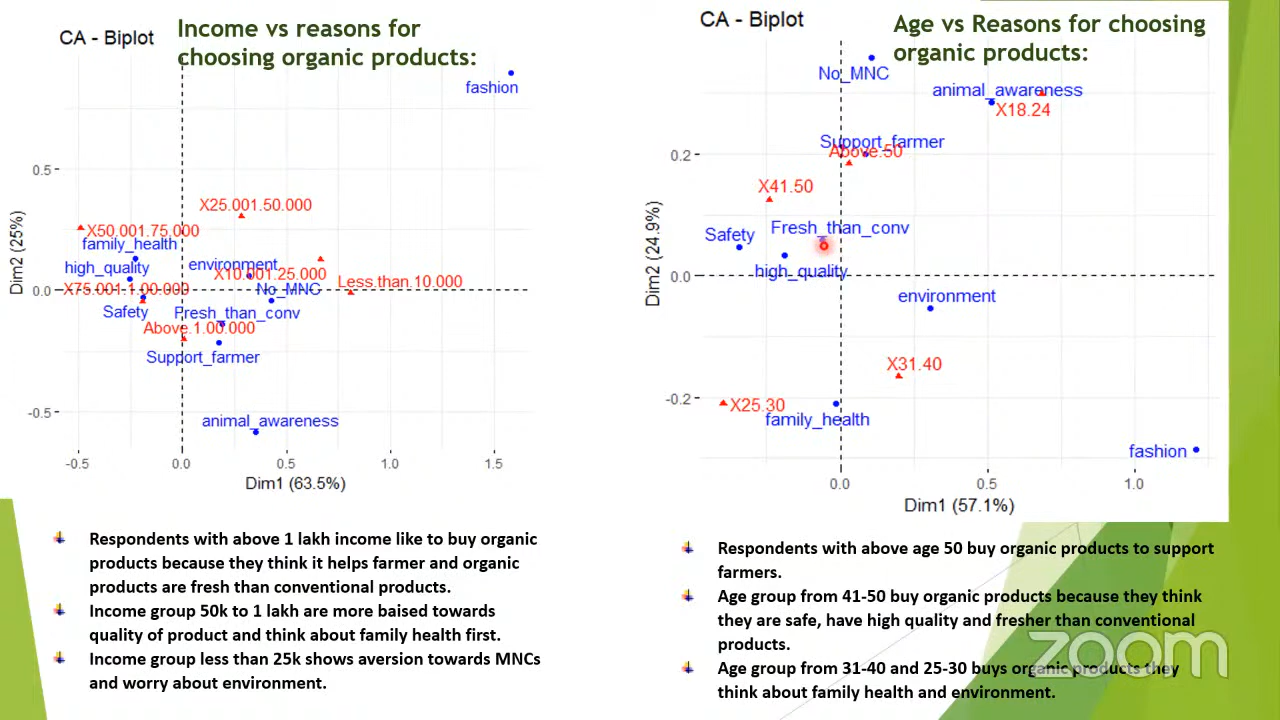 Income vs reasons for
choosing organic products:
CA - Biplot
fashion
0.5
X25.001.50.000
X50.001.75.000
family_health
high_quality
environment
X10.001.25.000
Less.than.10.000
X75.001.1.00.000
No_MNC
0.0
Safety
Fresh_than_conv
Above.1.00.000
Support_farmer
-0.5
animal_awareness
Dim2 (25%)
-0.5
0.0
0.5
1.0
1.5
Dim1 (63.5%)
Respondents with above 1 lakh income like to buy organic
products because they think it helps farmer and organic
products are fresh than conventional products.
Income group 50k to 1 lakh are more baised towards
quality of product and think about family health first.
Income group less than 25k shows aversion towards MNCs
and worry about environment.
Age vs Reasons for choosing
organic products:
CA - Biplot
No_MNC
animal_awareness
X18.24
Support_farmer
Above.50
0.2
X41.50
Fresh_than_conv
Safety
high_quality
0.0
environment
X31.40
-0.2
X25.30
family_health
fashion
Dim2 (24.9%)
0.0
0.5
1.0
Dim1 (57.1%)
Respondents with above age 50 buy organic products to support
farmers.
Age group from 41-50 buy organic products because they think
they are safe, have high quality and fresher than conventional
products.
Age group from 31-40 and 25-30 buys organic products they
think about family health and environment.
zoom